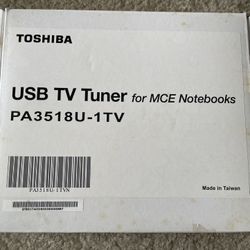 TOSHIBA
USB TV Tuner for MCE Notebooks
PA3518U-1TV
PA3518U-1TVN
Made in Taiwan